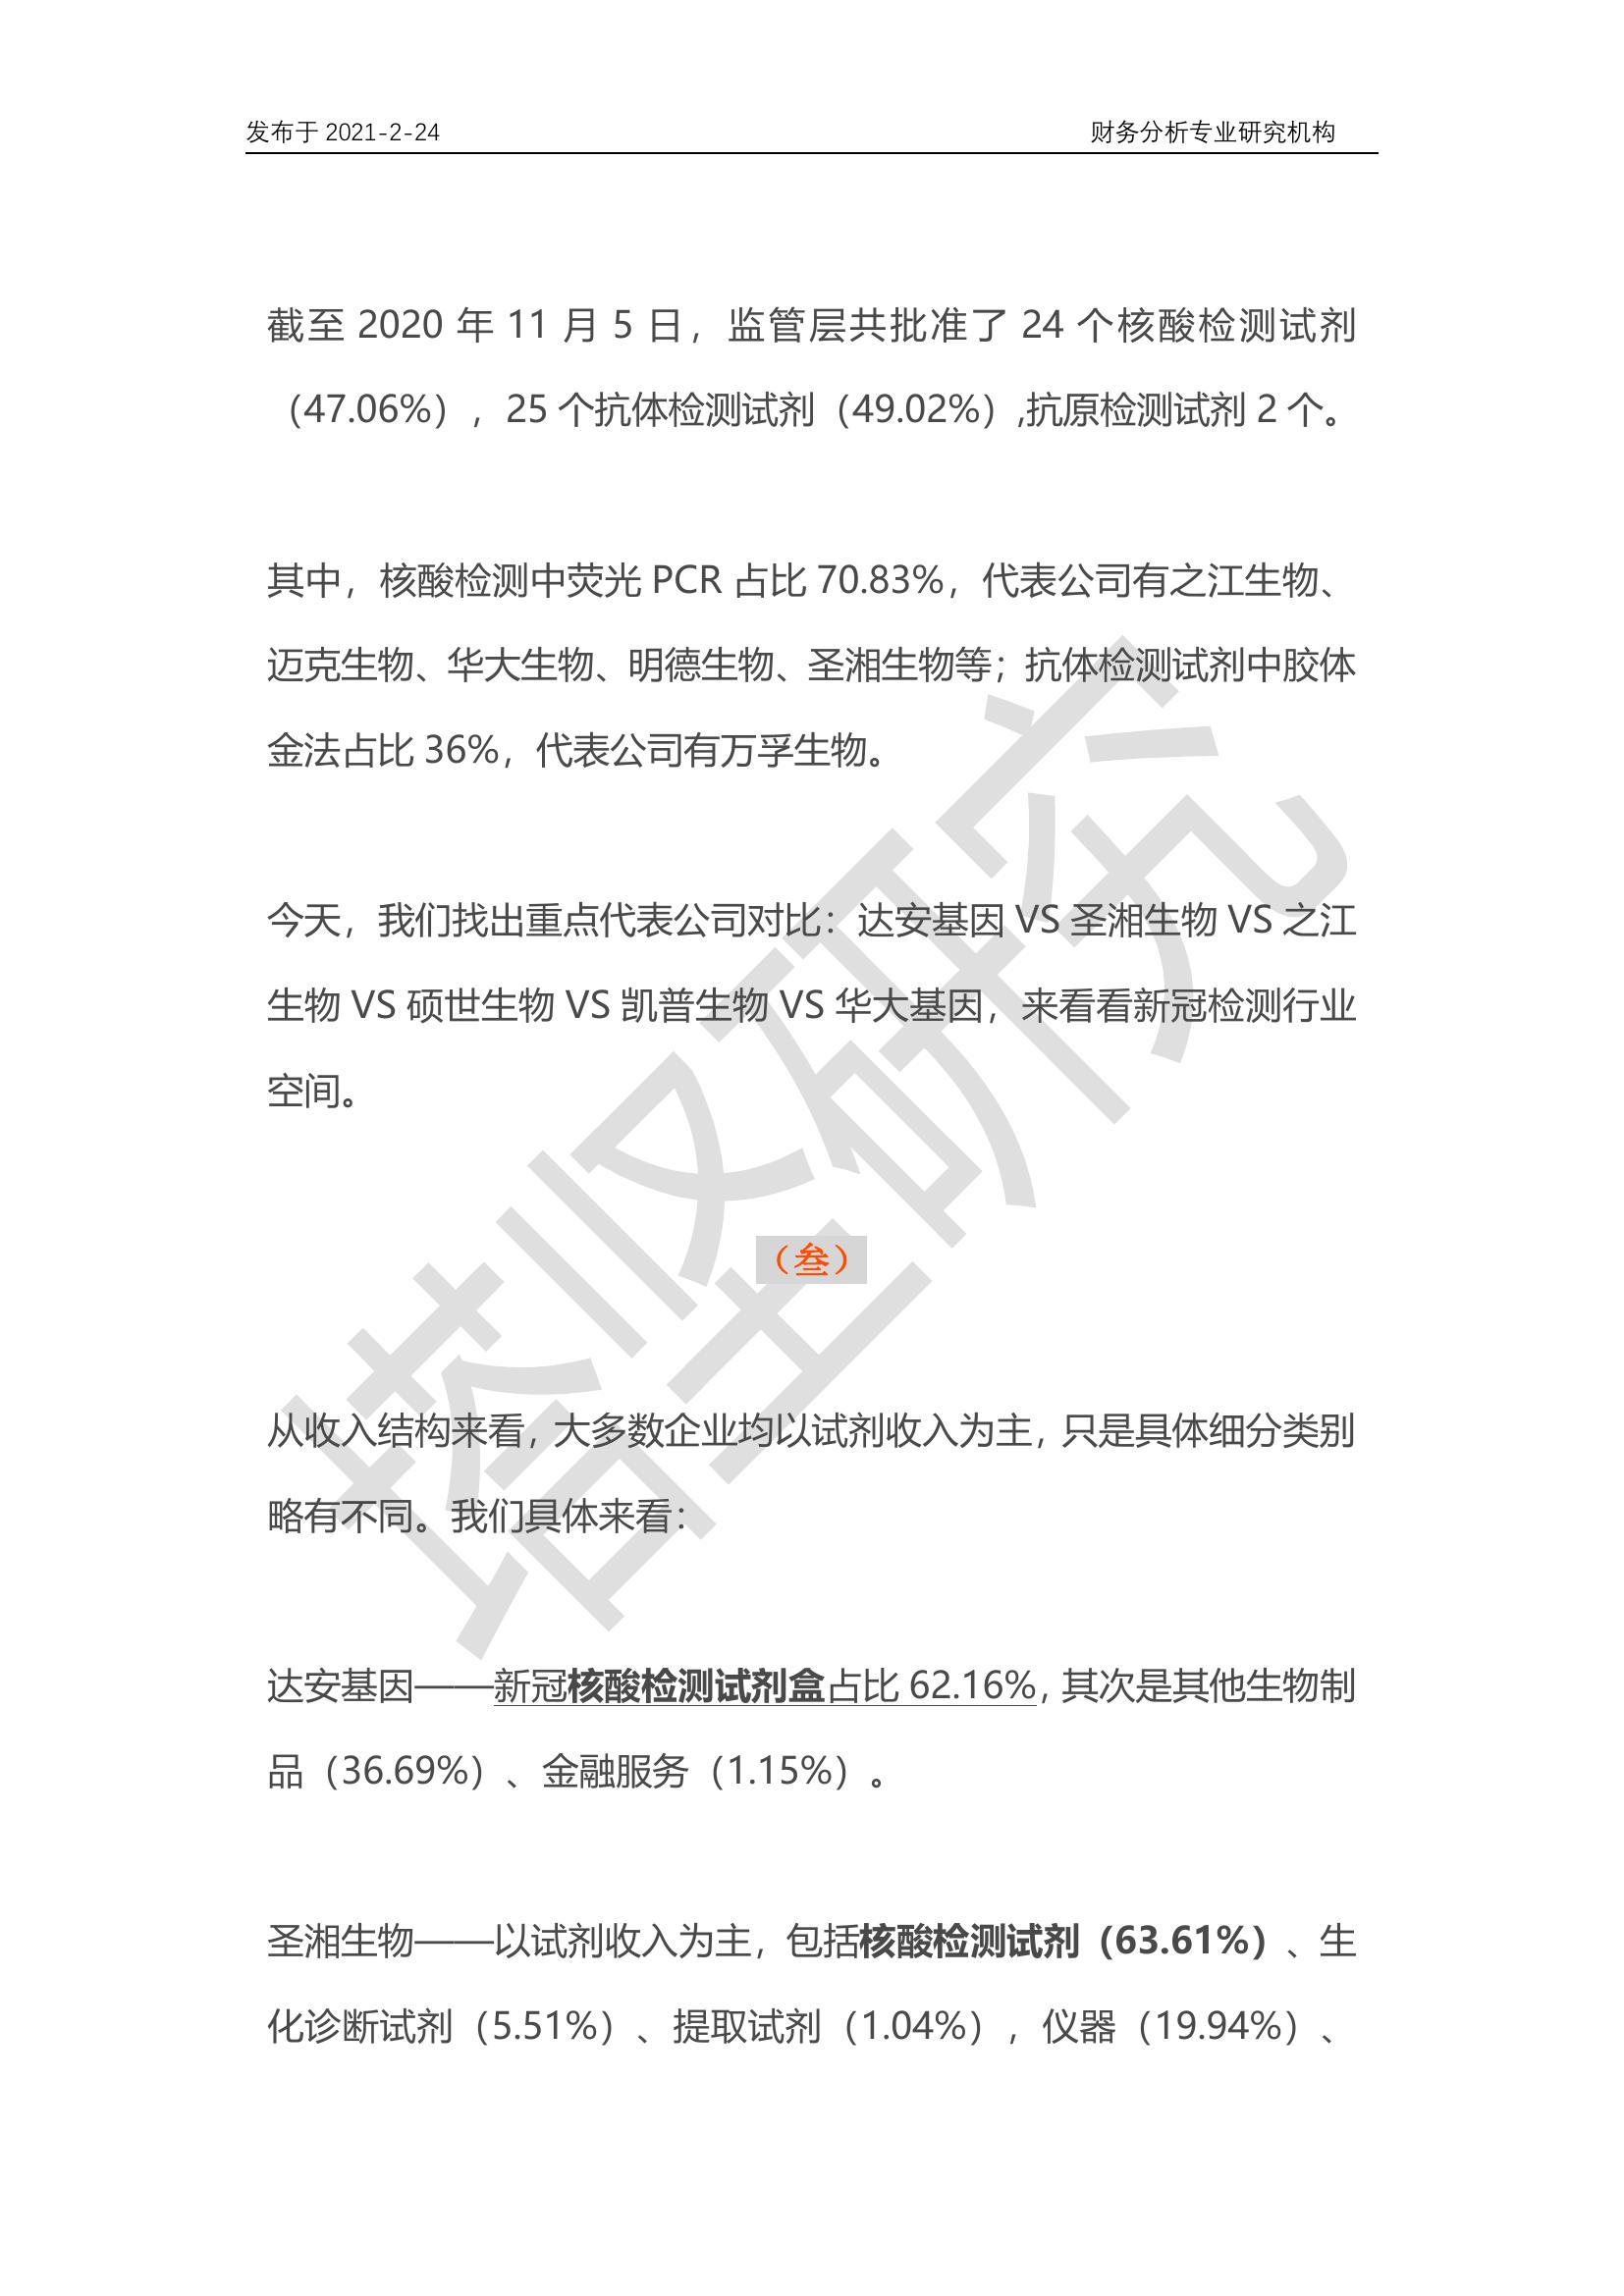 发布于 2021-2-24 财务分析专业研究机构
截至 2020 年 11 月 5 日，监管层共批准了 24 个核酸检测试剂
（47.06%），25 个抗体检测试剂（49.02%）,抗原检测试剂 2 个。
其中，核酸检测中荧光 PCR 占比 70.83%，代表公司有之江生物、
迈克生物、华大生物、明德生物、圣湘生物等；抗体检测试剂中胶体
金法占比 36%，代表公司有万孚生物。
今天，我们找出重点代表公司对比：达安基因 VS 圣湘生物 VS 之江
生物 VS 硕世生物 VS 凯普生物 VS 华大基因，来看看新冠检测行业
空间。
（叁）
从收入结构来看，大多数企业均以试剂收入为主，只是具体细分类别
略有不同。我们具体来看：
达安基因——新冠核酸检测试剂盒占比 62.16%，其次是其他生物制
品（36.69%）、金融服务（1.15%）。
圣湘生物——以试剂收入为主，包括核酸检测试剂（63.61%）、生
化诊断试剂（5.51%）、提取试剂（1.04%），仪器（19.94%）、
塔坚研究